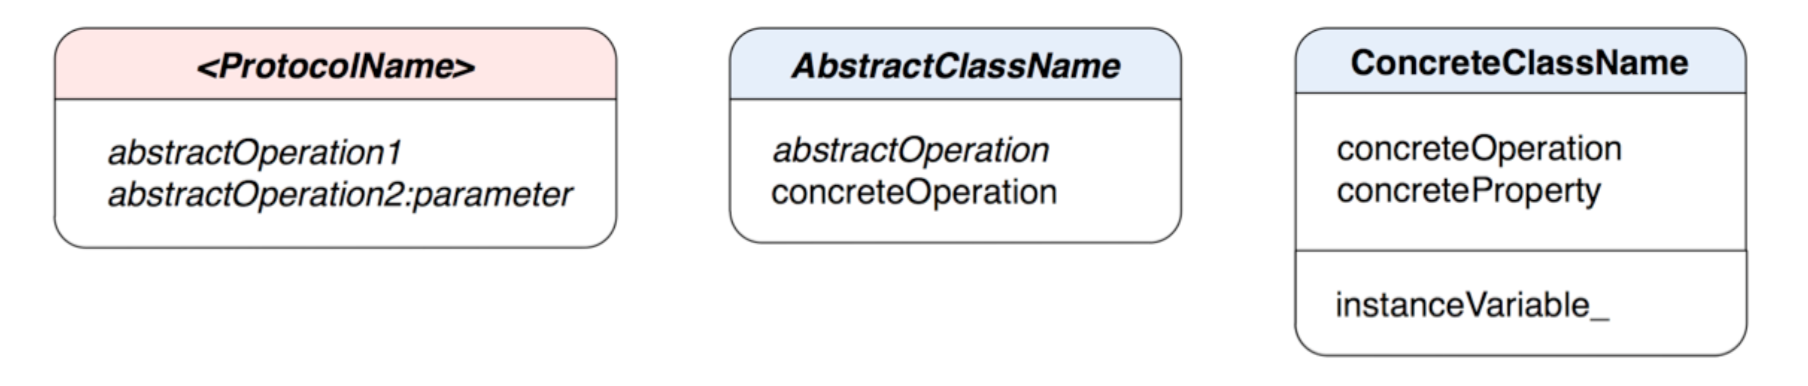 <ProtocolName>
abstractOperation1
abstractOperation2:parameter
AbstractClassName
abstractOperation
concreteOperation
ConcreteClassName
concreteOperation
concreteProperty
instanceVariable_